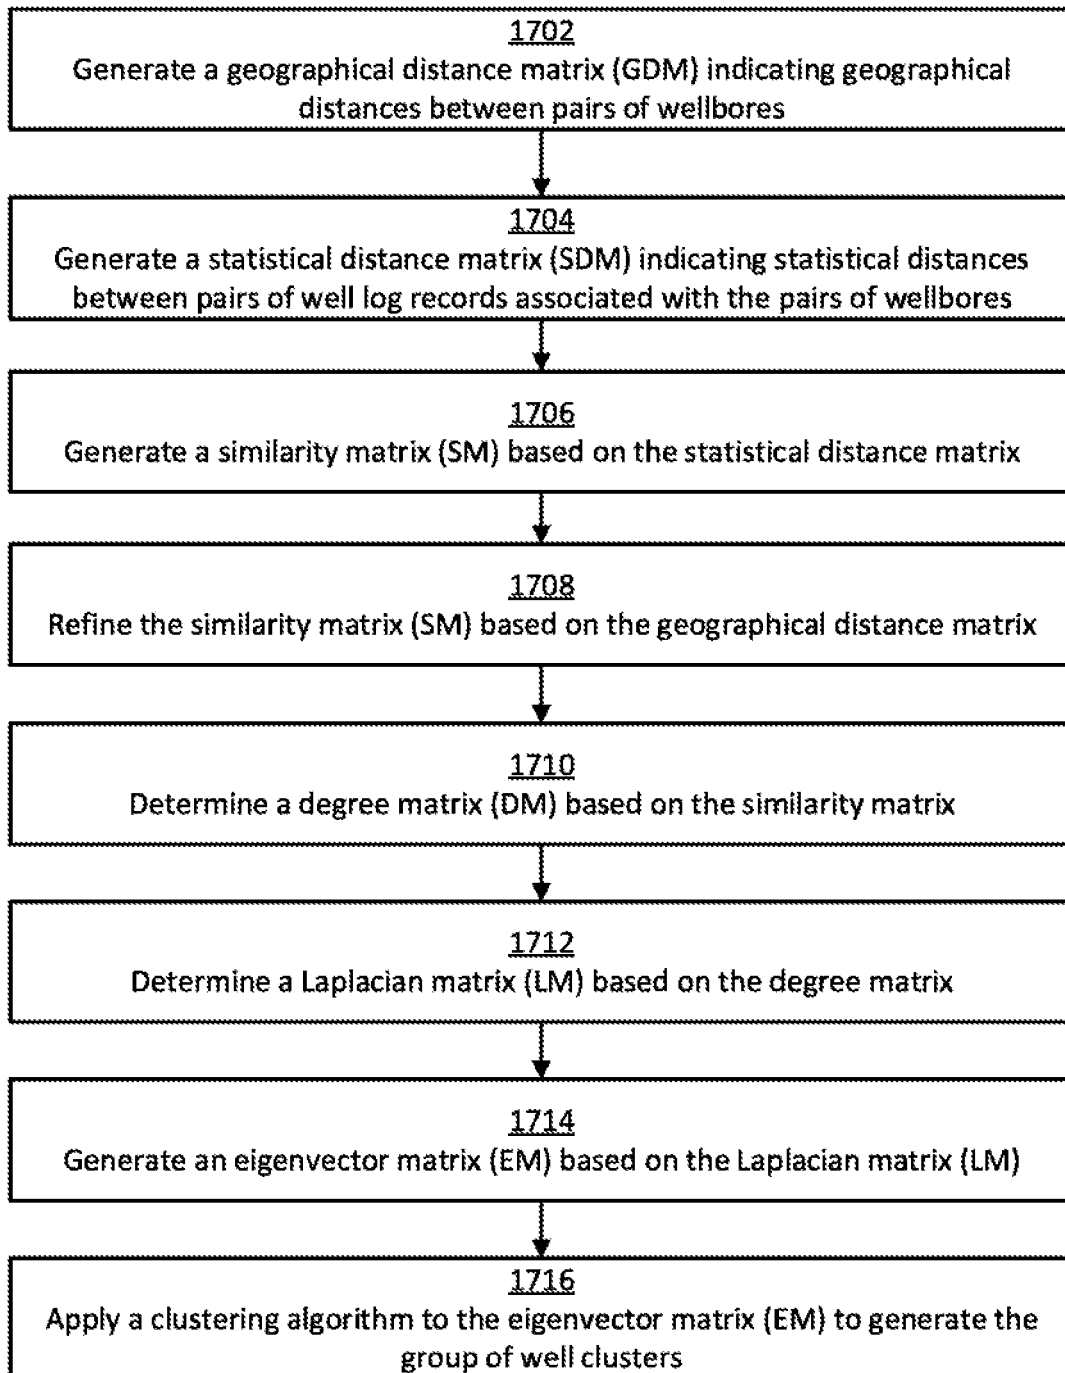 1702
Generate a geographical distance matrix (GDM) indicating geographical
distances between pairs of wellbores
1704
Generate a statistical distance matrix (SDM) indicating statistical distances
between pairs of well log records associated with the pairs of wellbores
1706
Generate a similarity matrix (SM) based on the statistical distance matrix
1708
Refine the similarity matrix (SM) based on the geographical distance matrix
1710
Determine a degree matrix (DM) based on the similarity matrix
1712
Determine a Laplacian matrix (LM) based on the degree matrix
1714
Generate an eigenvector matrix (EM) based on the Laplacian matrix (LM)
1716
Apply a clustering algorithm to the eigenvector matrix (EM) to generate the
group of well clusters